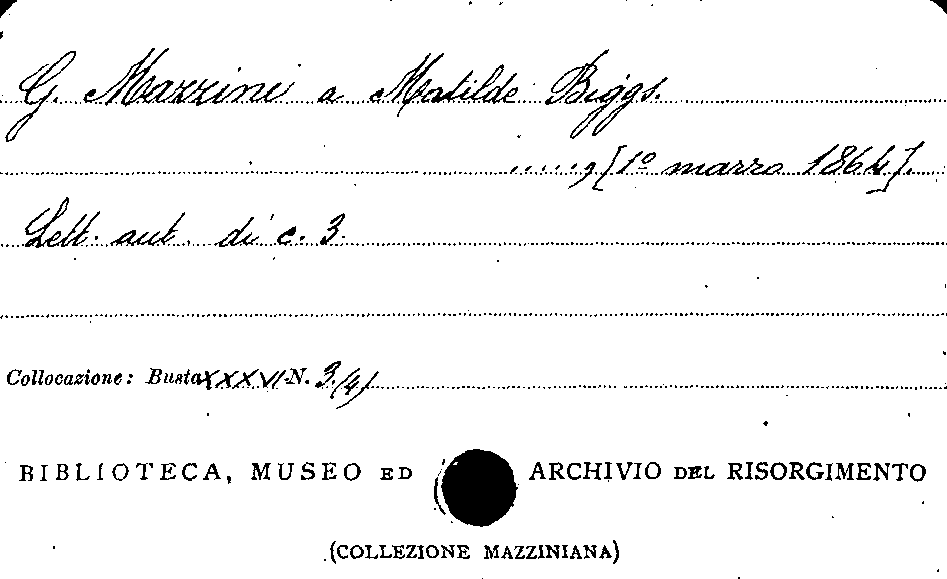 G. Mazzini a Matilde Biggs.
....., [1º marzo 1864].
Lett. aut. di c. 3.
Collocazione: Busta XXXVI N. 3(4)
BIBLIOTECA, MUSEO ED ARCHIVIO DEL RISORGIMENTO
(COLLEZIONE MAZZINIANA)